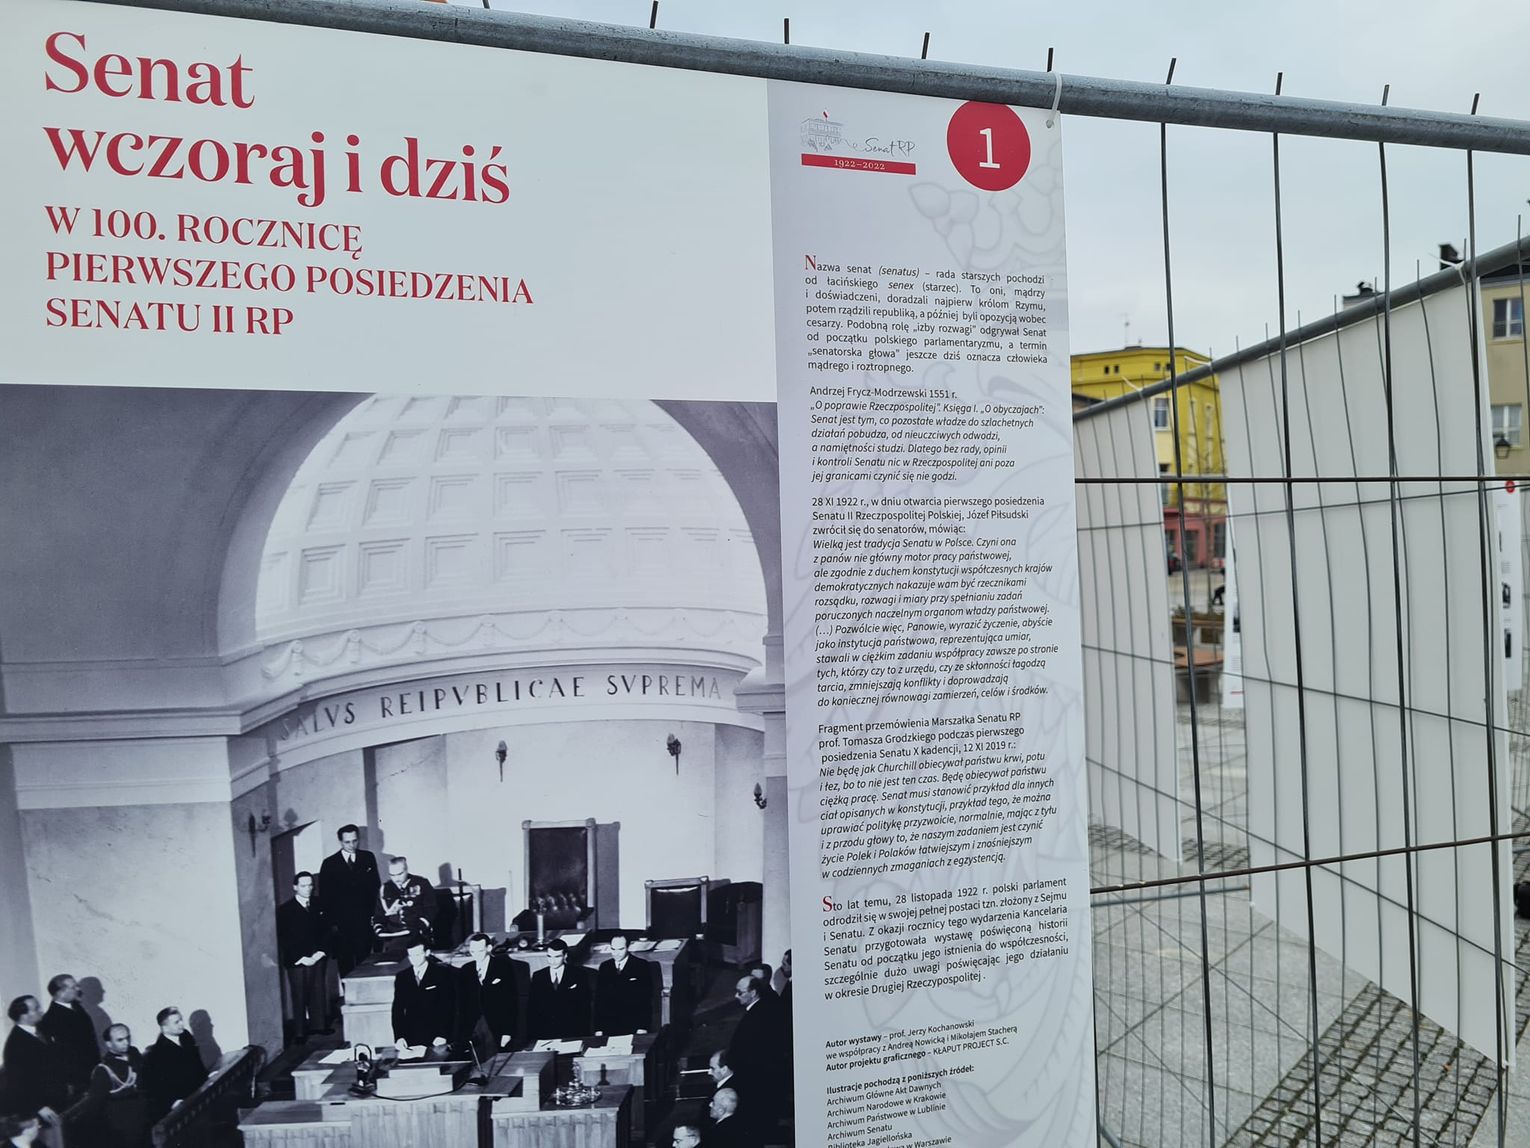 Senat
wczoraj i dziś
W 100. ROCZNICĘ
PIERWSZEGO POSIEDZENIA
SENATU II RP
SALVS REIPVBLICAE SVPREMA
Senat RP
1922–2022
1
Nazwa senat (senatus) – rada starszych pochodzi
od łacińskiego senex (starzec). To oni, mądrzy
i doświadczeni, doradzali najpierw królom Rzymu,
potem rządzili republiką, a później byli opozycją wobec
cesarzy. Podobną rolę „izby rozwagi” odgrywał Senat
od początku polskiego parlamentaryzmu, a termin
„senatorska głowa” jeszcze dziś oznacza człowieka
mądrego i roztropnego.
Andrzej Frycz-Modrzewski 1551 r.
„O poprawie Rzeczpospolitej”. Księga I. „O obyczajach”:
Senat jest tym, co pozostałe władze do szlachetnych
działań pobudza, od nieuczciwych odwodzi,
a namiętności studzi. Dlatego bez rady, opinii
i kontroli Senatu nic w Rzeczpospolitej ani poza
jej granicami czynić się nie godzi.
28 XI 1922 r., w dniu otwarcia pierwszego posiedzenia
Senatu II Rzeczpospolitej Polskiej, Józef Piłsudski
zwrócił się do senatorów, mówiąc:
Wielką jest tradycja Senatu w Polsce. Czyni ona
z panów nie główny motor pracy państwowej,
ale zgodnie z duchem konstytucji współczesnych krajów
demokratycznych nakazuje wam być rzecznikami
rozsądku, rozwagi i miary przy spełnianiu zadań
poruczonych naczelnym organom władzy państwowej.
(…) Pozwólcie więc, Panowie, wyrazić życzenie, abyście
jako instytucja państwowa, reprezentująca umiar,
stawali w ciężkim zadaniu współpracy zawsze po stronie
tych, którzy czy to z urzędu, czy ze skłonności łagodzą
tarcia, zmniejszają konflikty i doprowadzają
do koniecznej równowagi zamierzeń, celów i środków.
Fragment przemówienia Marszałka Senatu RP
prof. Tomasza Grodzkiego podczas pierwszego
posiedzenia Senatu X kadencji, 12 XI 2019 r.:
Nie będę jak Churchill obiecywał państwu krwi, potu
i łez, bo to nie jest ten czas. Będę obiecywał państwu
ciężką pracę. Senat musi stanowić przykład dla innych
ciał opisanych w konstytucji, przykład tego, że można
uprawiać politykę przyzwoicie, normalnie, mając z tyłu
i z przodu głowy to, że naszym zadaniem jest czynić
życie Polek i Polaków łatwiejszym i znośniejszym
w codziennych zmaganiach z egzystencją.
Sto lat temu, 28 listopada 1922 r. polski parlament
odrodził się w swojej pełnej postaci tzn. złożony z Sejmu
i Senatu. Z okazji rocznicy tego wydarzenia Kancelaria
Senatu przygotowała wystawę poświęconą historii
Senatu od początku jego istnienia do współczesności,
szczególnie dużo uwagi poświęcając jego działaniu
w okresie Drugiej Rzeczypospolitej .
Autor wystawy – prof. Jerzy Kochanowski
we współpracy z Andreą Nowicką i Mikołajem Stacherą
Autor projektu graficznego – KŁAPUT PROJECT S.C.
Ilustracje pochodzą z poniższych źródeł:
Archiwum Główne Akt Dawnych
Archiwum Narodowe w Krakowie
Archiwum Państwowe w Lublinie
Archiwum Senatu
Biblioteka Jagiellońska
w Warszawie